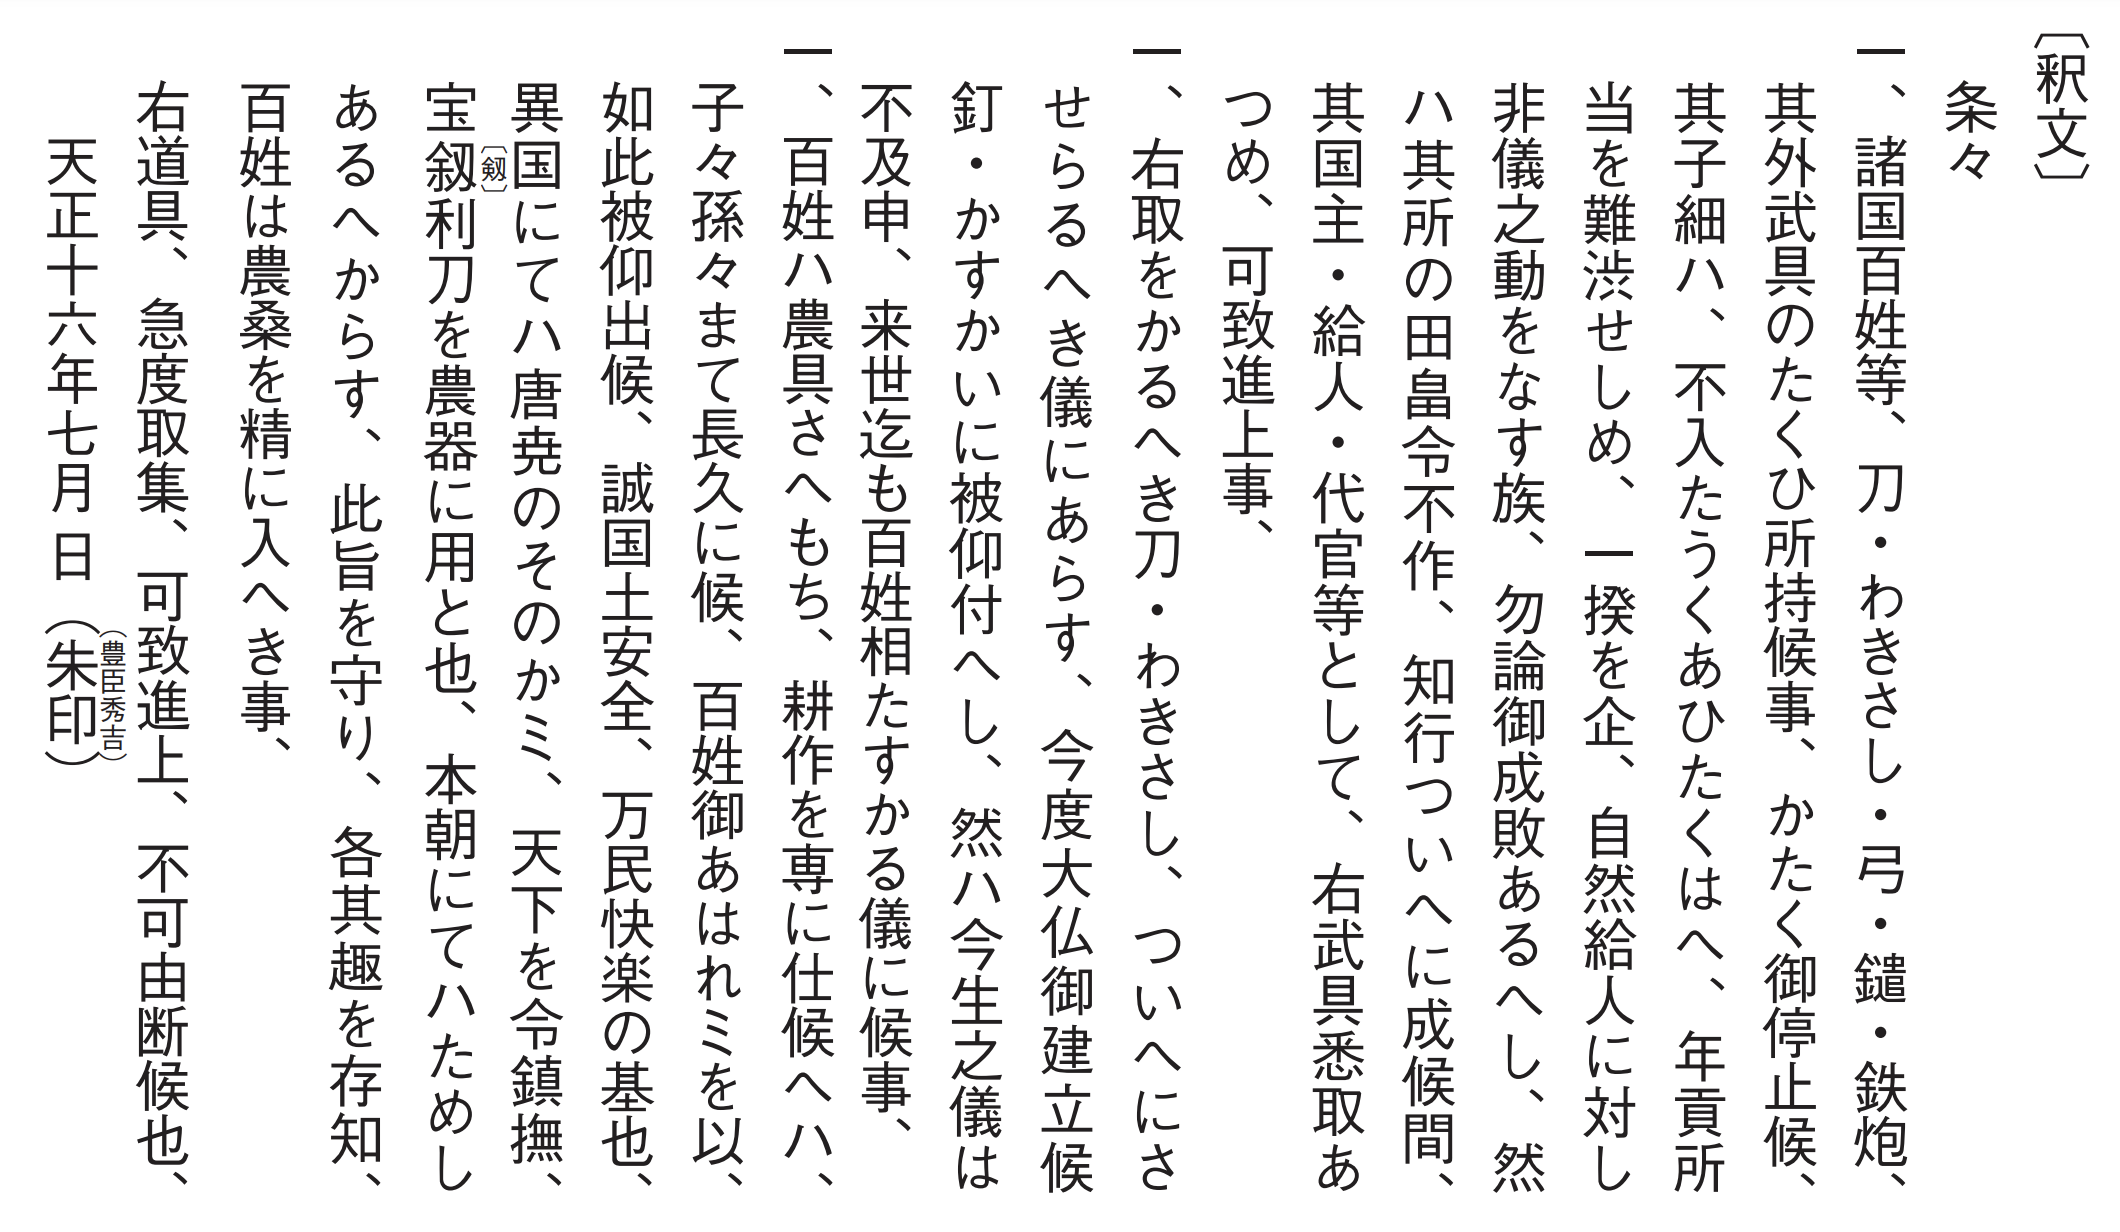 〔釈文〕
条々
一、諸国百姓等、刀・わきさし・弓・鑓・鉄炮、
其外武具のたくひ所持候事、かたく御停止候、
其子細ハ、不入たうくあひたくはへ、年貢所
当を難渋せしめ、一揆を企、自然給人に対し
非儀之動をなす族、勿論御成敗あるへし、然
ハ其所の田畠令不作、知行ついへに成候間、
其国主・給人・代官等として、右武具悉取あ
つめ、可致進上事、
一、右取をかるへき刀・わきさし、ついへにさ
せらるへき儀にあらす、今度大仏御建立候
釘・かすかいに被仰付へし、然ハ今生之儀は
不及申、来世迄も百姓相たすかる儀に候事、
一、百姓ハ農具さへもち、耕作を専に仕候へハ、
子々孫々まて長久に候、百姓御あはれミを以、
如此被仰出候、誠国土安全、万民快楽の基也、
異国にてハ唐尭のそのかミ、天下を令鎮撫、
〔剱〕
宝釼利刀を農器に用と也、本朝にてハためし
あるへからす、此旨を守り、各其趣を存知、
百姓は農桑を精に入へき事、
右道具、急度取集、可致進上、不可由断候也、
（豊臣秀吉）
天正十六年七月日（朱印）